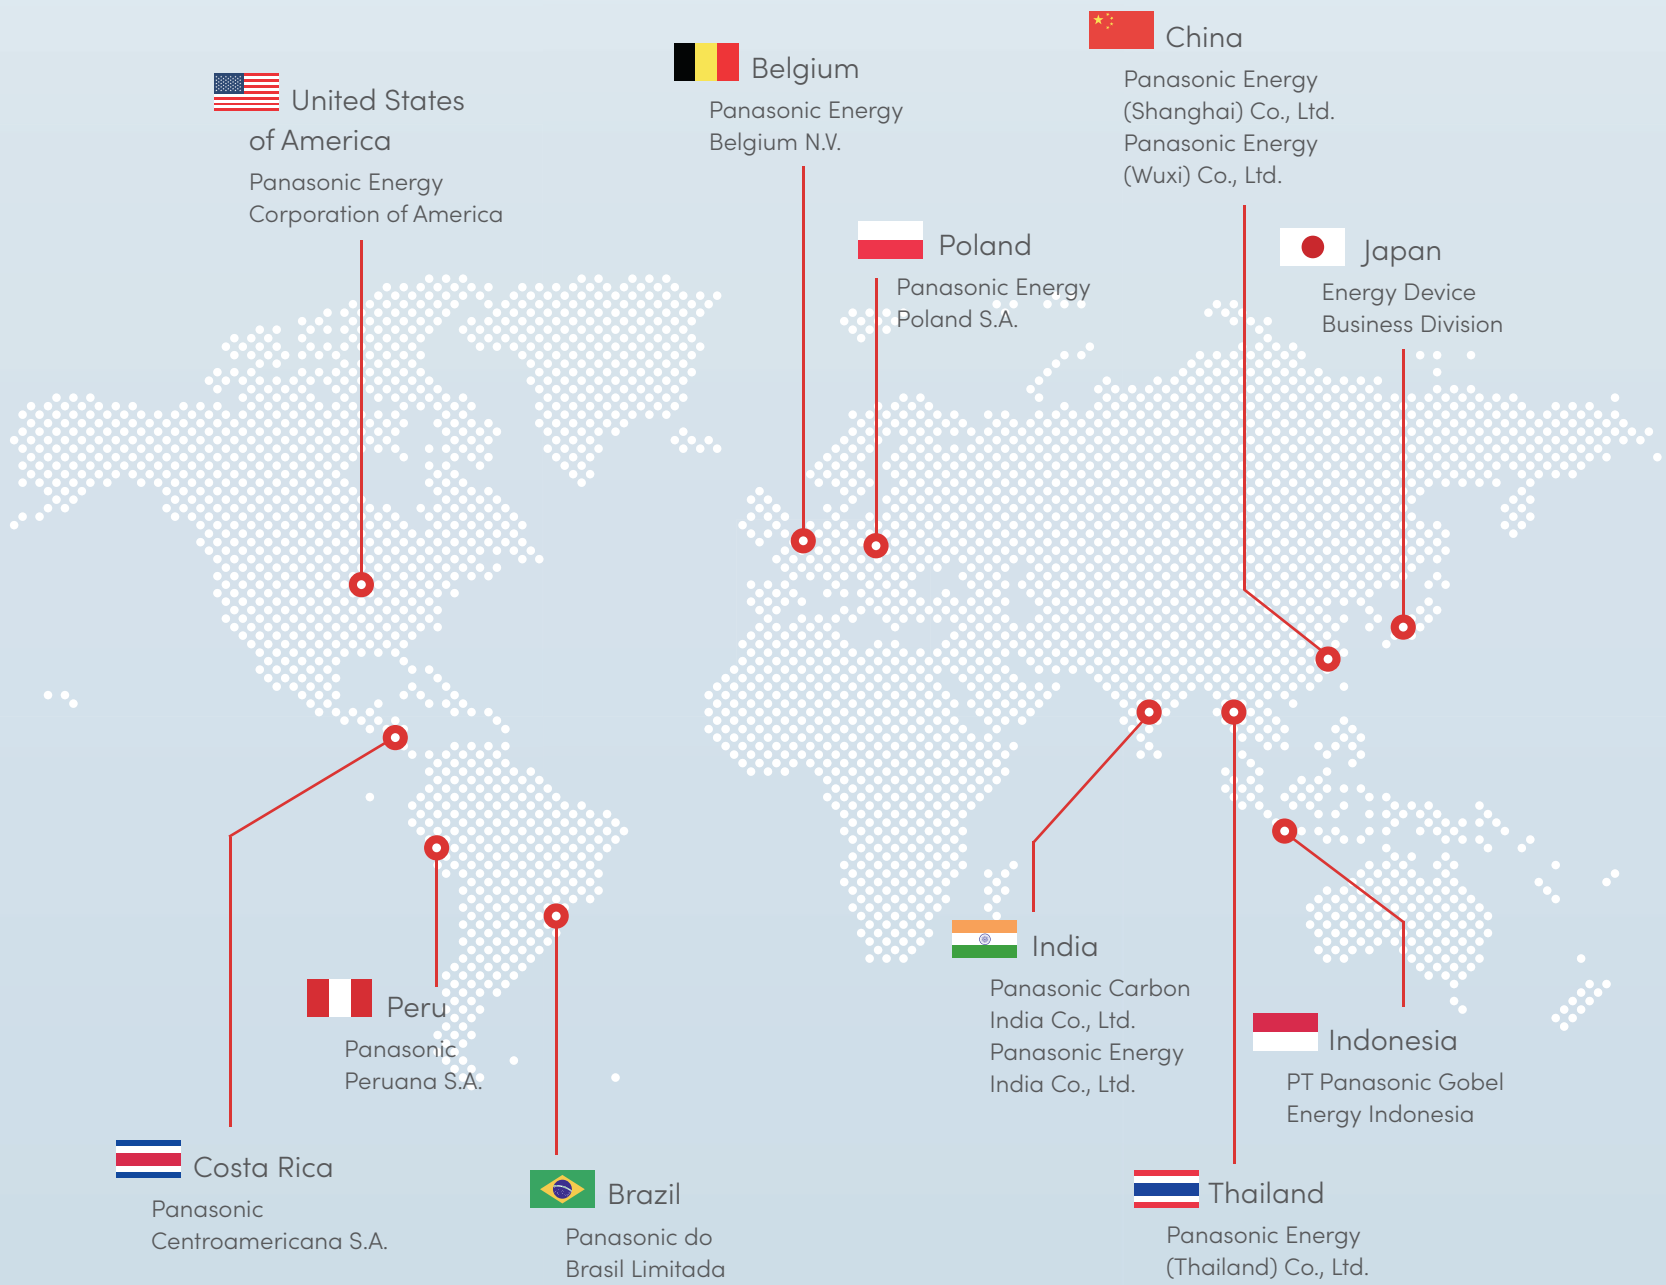 United States
of America
Panasonic Energy
Corporation of America
Belgium
Panasonic Energy
Belgium N.V.
China
Panasonic Energy
(Shanghai) Co., Ltd.
Panasonic Energy
(Wuxi) Co., Ltd.
Poland
Panasonic Energy
Poland S.A.
Japan
Energy Device
Business Division
India
Panasonic Carbon
India Co., Ltd.
Panasonic Energy
India Co., Ltd.
Peru
Panasonic
Peruana S.A.
Indonesia
PT Panasonic Gobel
Energy Indonesia
Costa Rica
Panasonic
Centroamericana S.A.
Brazil
Panasonic do
Brasil Limitada
Thailand
Panasonic Energy
(Thailand) Co., Ltd.